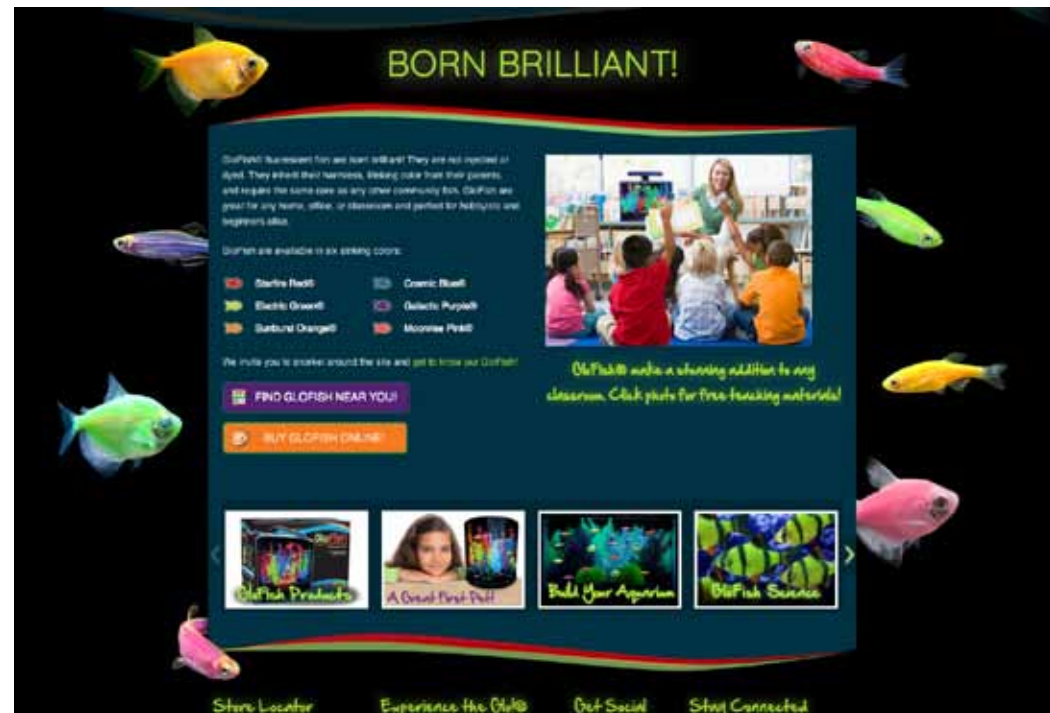 BORN BRILLIANT!
GloFish® fluorescent fish are born brilliant! They are not injected or
dyed. They inherit their harmless, lifelong color from their parents,
and require the same care as any other community fish. GloFish are
great for any home, office, or classroom and perfect for hobbyists and
beginners alike.
GloFish are available in six striking colors:
Starfire Red® Cosmic Blue®
Electric Green® Galactic Purple®
Sunburst Orange® Moonrise Pink®
We invite you to snorkel around the site and get to know our GloFish!
FIND GLOFISH NEAR YOU!
BUY GLOFISH ONLINE!
GloFish® make a stunning addition to any
classroom. Click photo for free teaching materials!
GloFish Products
A Great First Pet!
Build Your Aquarium
GloFish Science
Store Locator Experience the Glo!® Get Social Stay Connected